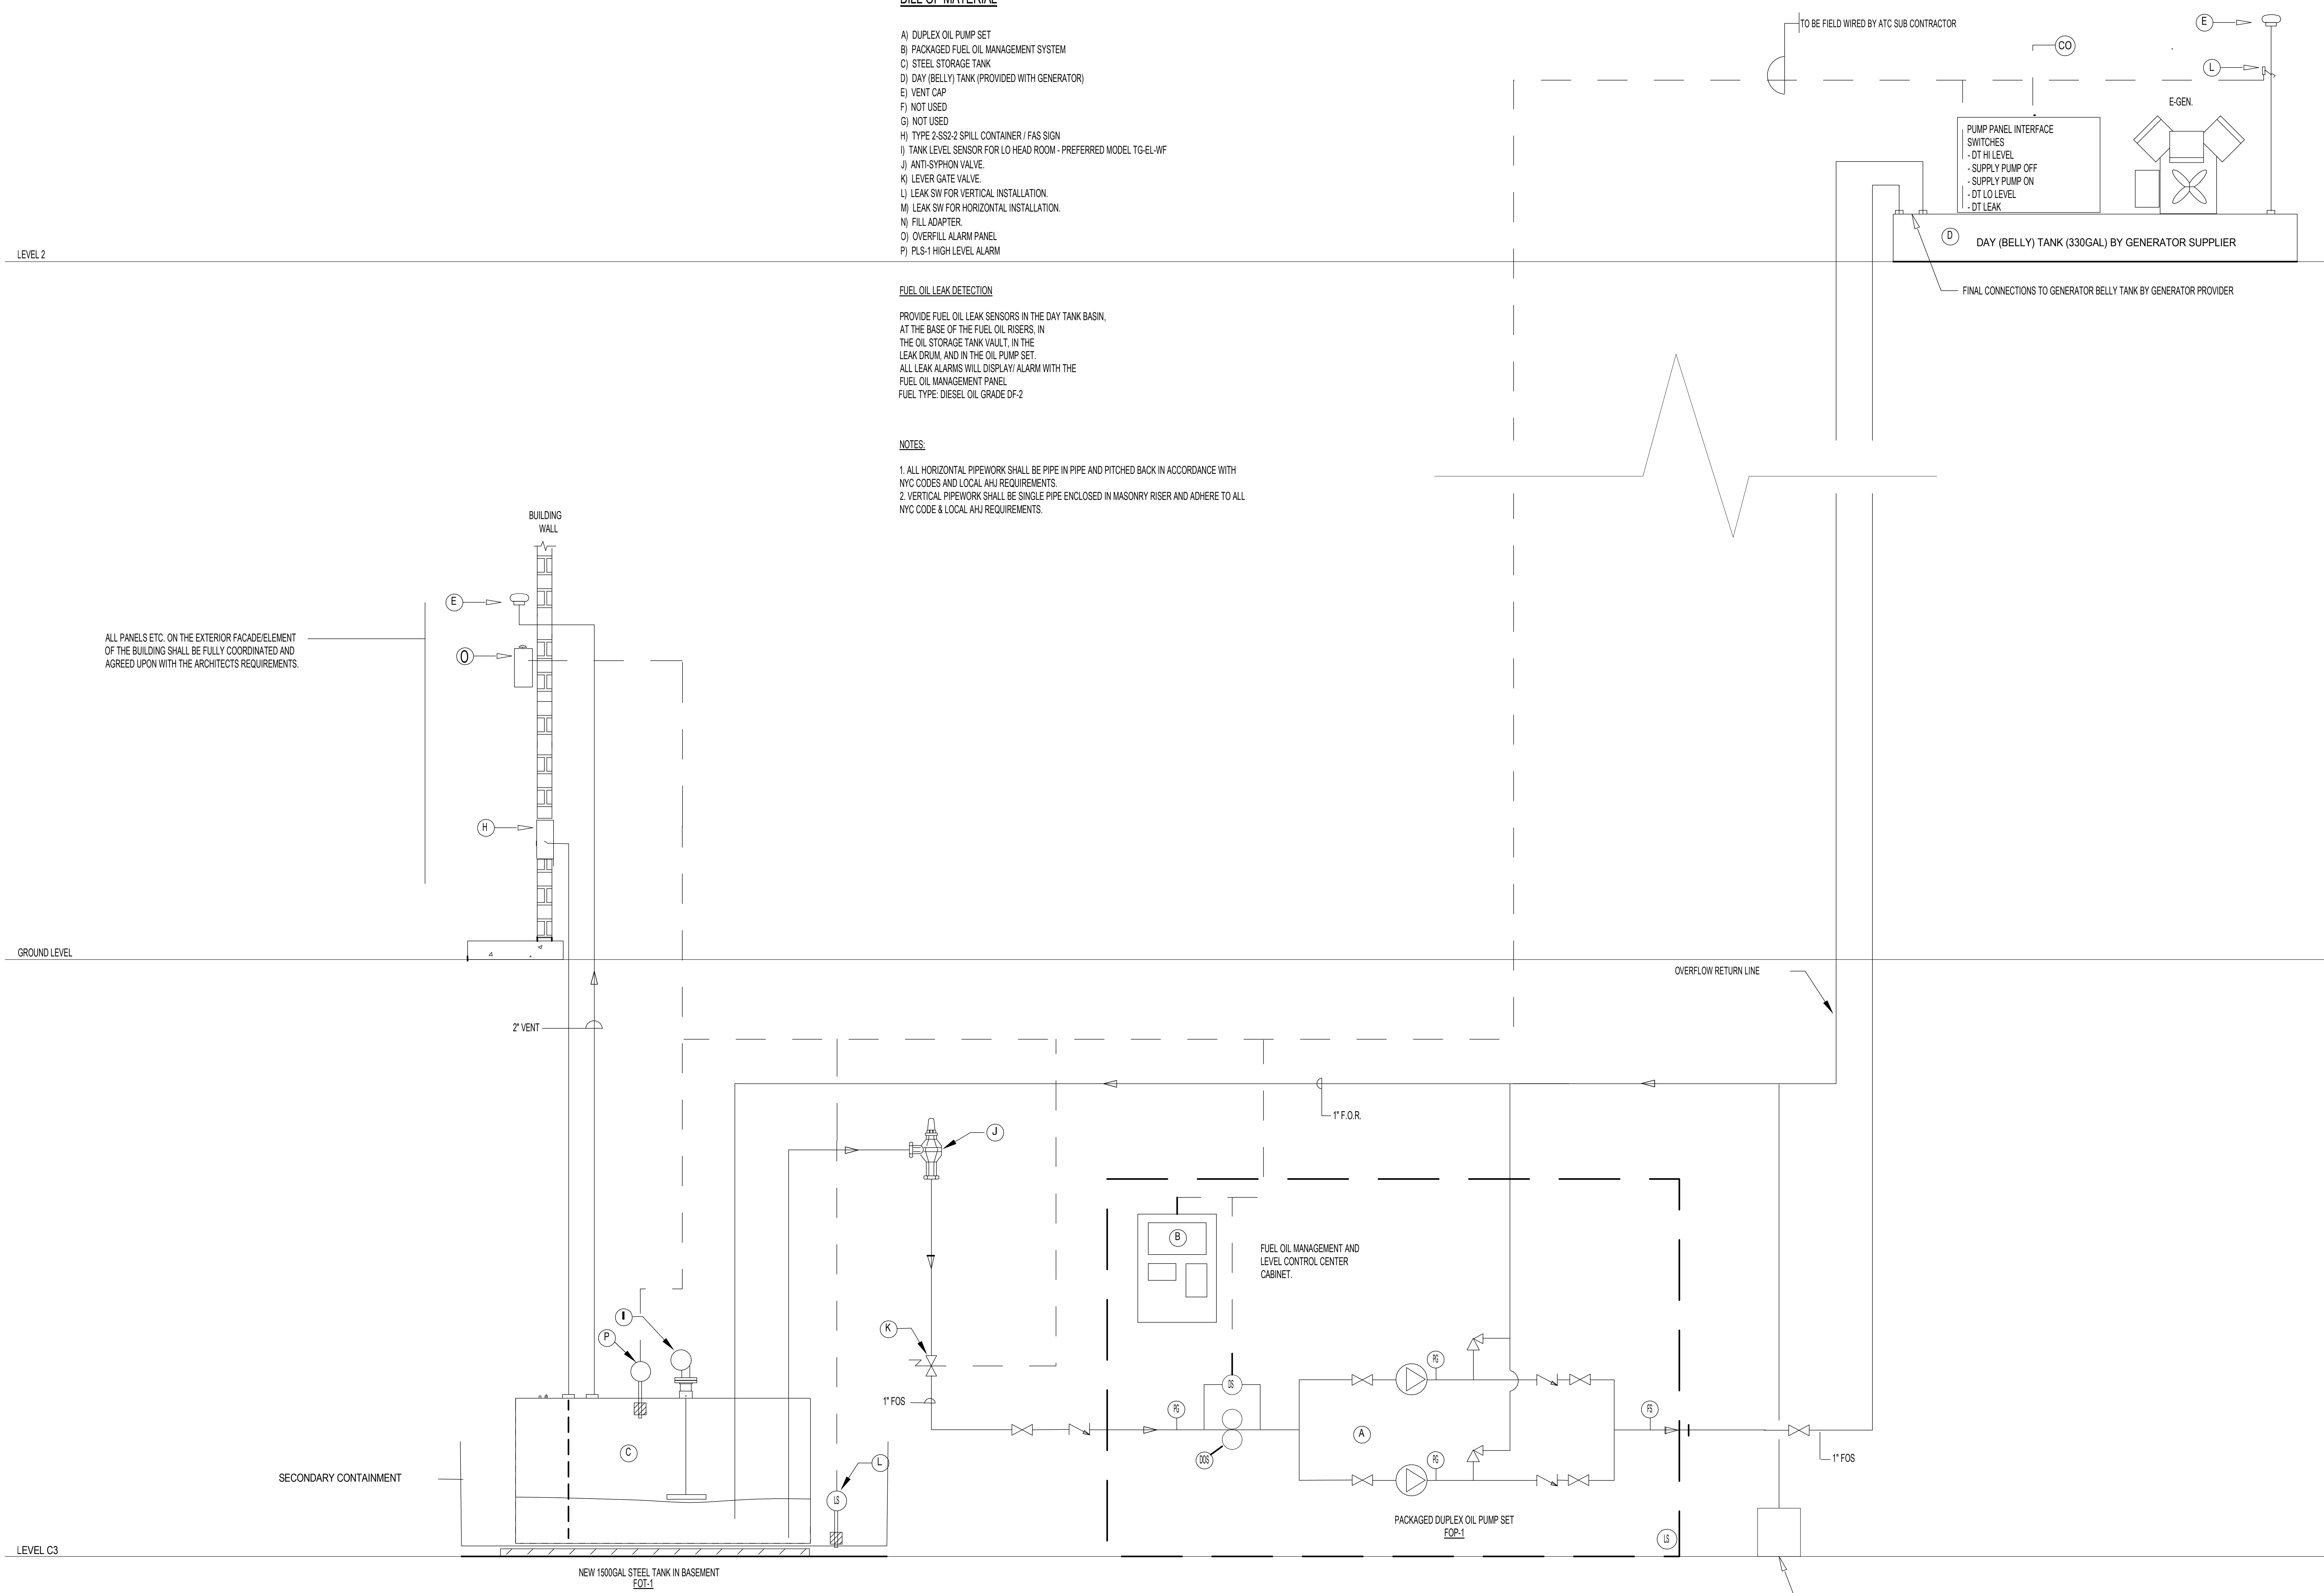 BILL OF MATERIAL
A) DUPLEX OIL PUMP SET
B) PACKAGED FUEL OIL MANAGEMENT SYSTEM
C) STEEL STORAGE TANK
D) DAY (BELLY) TANK (PROVIDED WITH GENERATOR)
E) VENT CAP
F) NOT USED
G) NOT USED
H) TYPE 2-SS2-2 SPILL CONTAINER / FAS SIGN
I) TANK LEVEL SENSOR FOR LO HEAD ROOM - PREFERRED MODEL TG-EL-WF
J) ANTI-SYPHON VALVE.
K) LEVER GATE VALVE.
L) LEAK SW FOR VERTICAL INSTALLATION.
M) LEAK SW FOR HORIZONTAL INSTALLATION.
N) FILL ADAPTER.
O) OVERFILL ALARM PANEL
P) PLS-1 HIGH LEVEL ALARM
TO BE FIELD WIRED BY ATC SUB CONTRACTOR
CO
E
L
E-GEN.
PUMP PANEL INTERFACE
SWITCHES
- DT HI LEVEL
- SUPPLY PUMP OFF
- SUPPLY PUMP ON
- DT LO LEVEL
- DT LEAK
D
DAY (BELLY) TANK (330GAL) BY GENERATOR SUPPLIER
LEVEL 2
FINAL CONNECTIONS TO GENERATOR BELLY TANK BY GENERATOR PROVIDER
FUEL OIL LEAK DETECTION
PROVIDE FUEL OIL LEAK SENSORS IN THE DAY TANK BASIN,
AT THE BASE OF THE FUEL OIL RISERS, IN
THE OIL STORAGE TANK VAULT, IN THE
LEAK DRUM, AND IN THE OIL PUMP SET.
ALL LEAK ALARMS WILL DISPLAY/ ALARM WITH THE
FUEL OIL MANAGEMENT PANEL
FUEL TYPE: DIESEL OIL GRADE DF-2
NOTES:
1. ALL HORIZONTAL PIPEWORK SHALL BE PIPE IN PIPE AND PITCHED BACK IN ACCORDANCE WITH
NYC CODES AND LOCAL AHJ REQUIREMENTS.
2. VERTICAL PIPEWORK SHALL BE SINGLE PIPE ENCLOSED IN MASONRY RISER AND ADHERE TO ALL
NYC CODE & LOCAL AHJ REQUIREMENTS.
BUILDING
WALL
E
O
ALL PANELS ETC. ON THE EXTERIOR FACADE/ELEMENT
OF THE BUILDING SHALL BE FULLY COORDINATED AND
AGREED UPON WITH THE ARCHITECTS REQUIREMENTS.
H
GROUND LEVEL
OVERFLOW RETURN LINE
2" VENT
1" F.O.R.
J
B
FUEL OIL MANAGEMENT AND
LEVEL CONTROL CENTER
CABINET.
I
P
K
1" FOS
DS
PG
PG
PG
FS
C
A
DOS
1" FOS
L
LS
SECONDARY CONTAINMENT
PACKAGED DUPLEX OIL PUMP SET
FOP-1
LS
LEVEL C3
NEW 1500GAL STEEL TANK IN BASEMENT
FOT-1